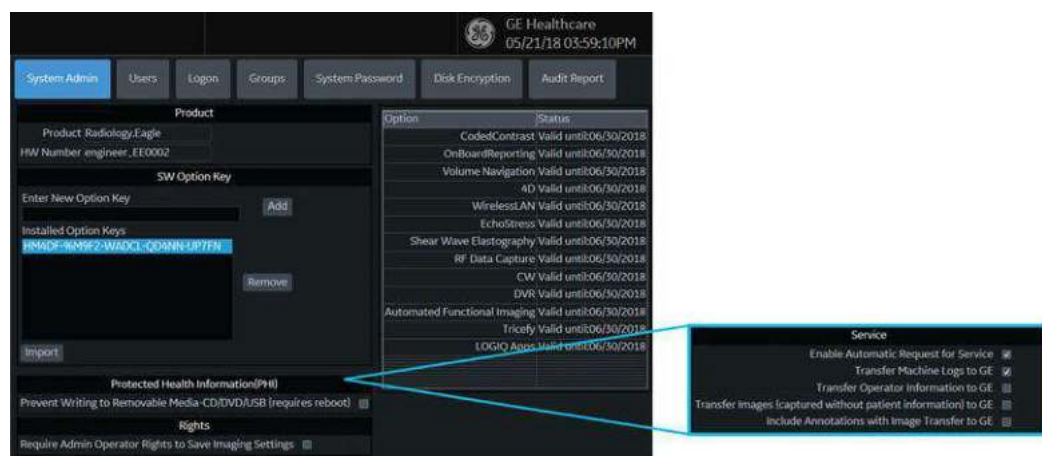 GE Healthcare
05/21/18 03:59:10PM
System Admin
Users
Logon
Groups
System Password
Disk Encryption
Audit Report
Product
Product Radiology.Eagle
HW Number engineer_EE0002
SW Option Key
Enter New Option Key
Add
Installed Option Keys
HM4DF-96M9F2-WADCL-QD4NN-UP7FN
Remove
Import
Protected Health Information(PHI)
Prevent Writing to Removable Media-CD/DVD/USB (requires reboot)
Rights
Require Admin Operator Rights to Save Imaging Settings
Option Status
CodedContrast Valid until:06/30/2018
OnBoardReporting Valid until:06/30/2018
Volume Navigation Valid until:06/30/2018
4D Valid until:06/30/2018
WirelessLAN Valid until:06/30/2018
EchoStress Valid until:06/30/2018
Shear Wave Elastography Valid until:06/30/2018
RF Data Capture Valid until:06/30/2018
CW Valid until:06/30/2018
DVR Valid until:06/30/2018
Automated Functional Imaging Valid until:06/30/2018
Tricefy Valid until:06/30/2018
LOGIQ Apps Valid until:06/30/2018
Service
Enable Automatic Request for Service
Transfer Machine Logs to GE
Transfer Operator Information to GE
Transfer Images (captured without patient information) to GE
Include Annotations with Image Transfer to GE